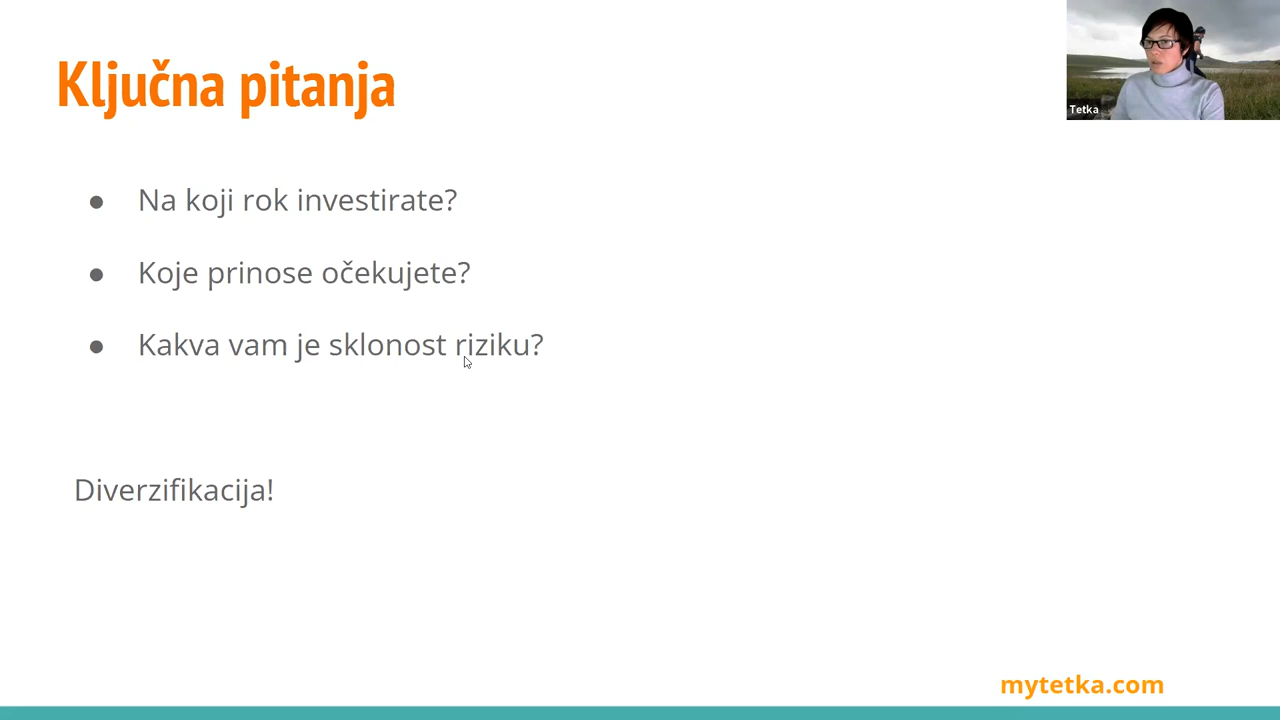 Ključna pitanja
Tetka
● Na koji rok investirate?
● Koje prinose očekujete?
● Kakva vam je sklonost riziku?
Diverzifikacija!
mytetka.com